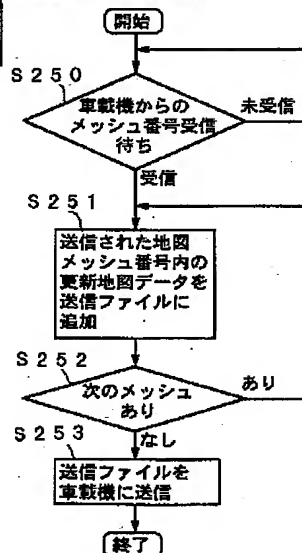 開始
S250
車載機からの
メッシュ番号受信
待ち
未受信
受信
S251
送信された地図
メッシュ番号内の
更新地図データを
送信ファイルに
追加
S252
次のメッシュ
あり
あり
なし
S253
送信ファイルを
車載機に送信
終了